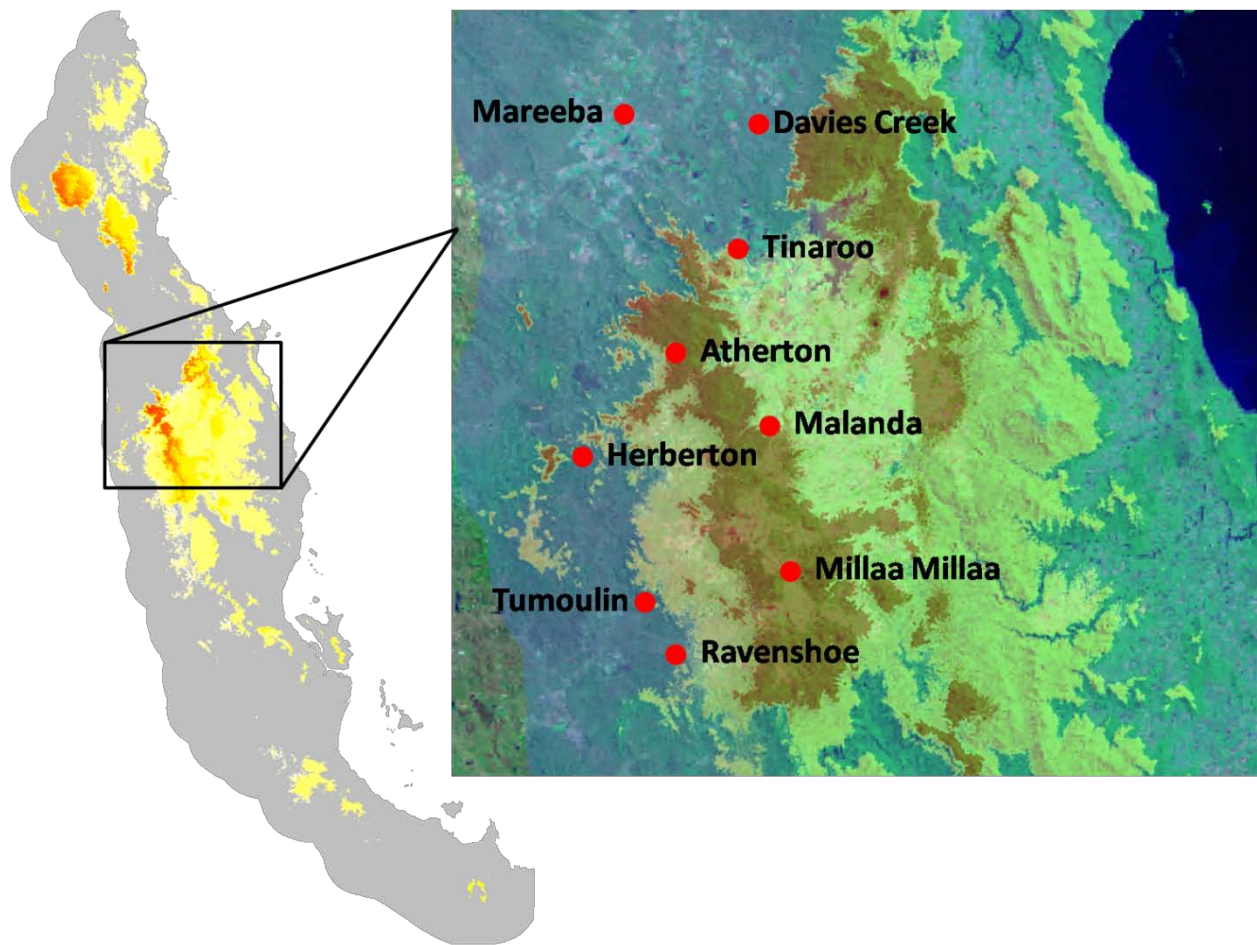 Mareeba
Davies Creek
Tinaroo
Atherton
Malanda
Herberton
Millaa Millaa
Tumoulin
Ravenshoe